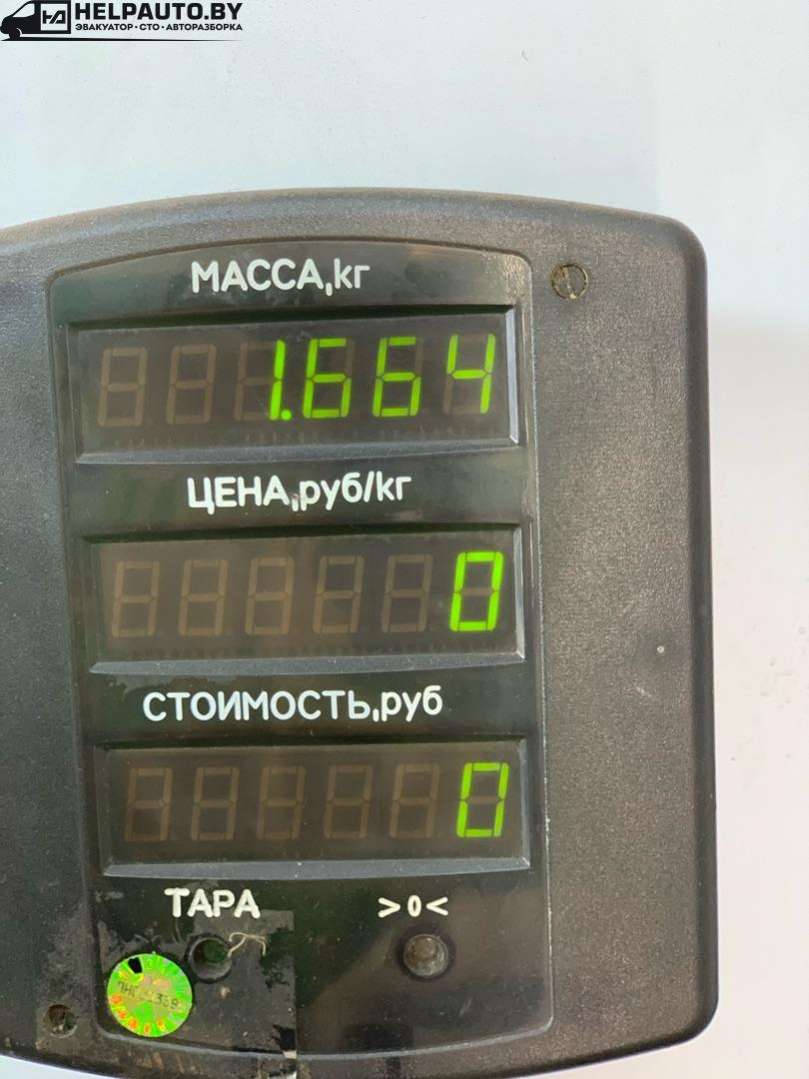 HELPAUTO.BY
ЭВАКУАТОР•СТО•АВТОРАЗБОРКА
МАССА,кг
1.664
ЦЕНА,руб/кг
0
СТОИМОСТЬ,руб
0
ТАРА >0<